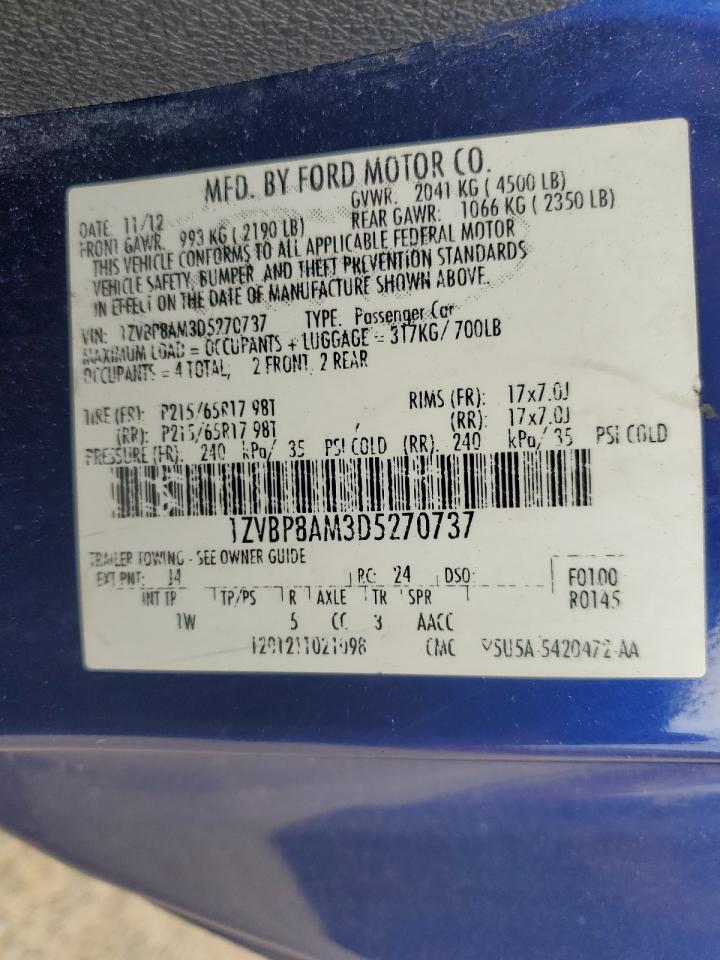 MFD. BY FORD MOTOR CO.
DATE: 11/12 GVWR: 2041 KG ( 4500 LB)
FRONT GAWR: 993 KG ( 2190 LB) REAR GAWR: 1066 KG ( 2350 LB)
THIS VEHICLE CONFORMS TO ALL APPLICABLE FEDERAL MOTOR
VEHICLE SAFETY, BUMPER, AND THEFT PREVENTION STANDARDS
IN EFFECT ON THE DATE OF MANUFACTURE SHOWN ABOVE.
VIN: 1ZVBP8AM3D5270737 TYPE: Passenger Car
MAXIMUM LOAD = OCCUPANTS + LUGGAGE = 317KG/ 700LB
OCCUPANTS = 4 TOTAL, 2 FRONT, 2 REAR
TIRE (FR): P215/65R17 98T RIMS (FR): 17x7.0J
(RR): P215/65R17 98T (RR): 17x7.0J
PRESSURE (FR): 240 kPa/ 35 PSI COLD (RR): 240 kPa/ 35 PSI COLD
1ZVBP8AM3D5270737
TRAILER TOWING - SEE OWNER GUIDE
EXT PNT: J4 RC: 24 DSO: F0100
INT TR TP/PS R AXLE TR SPR R0145
1W 5 CC 3 AACC
CMC